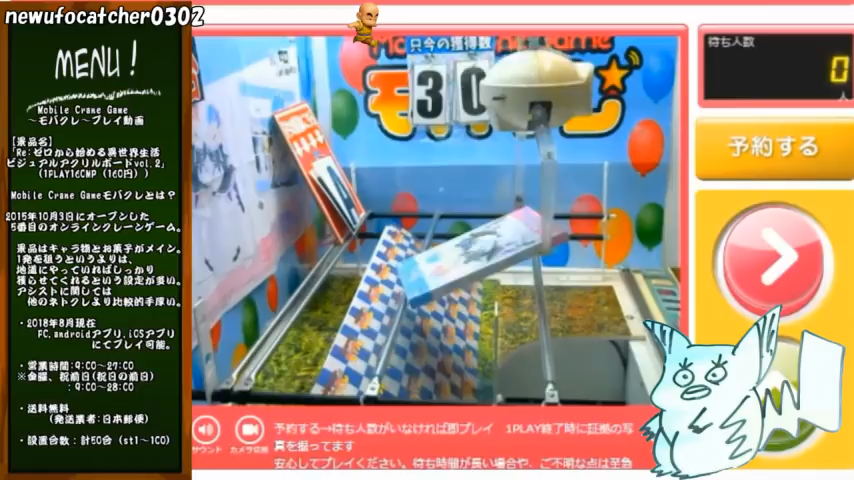 newufocatcher0302
MENU!
Mobile Crane Game
～モバクレ～プレイ動画
【景品名】
「Re:ゼロから始める異世界生活
ビジュアルアクリルボードvol.2」
(1PLAY16CMP (160円))
Mobile Crane Gameモバクレとは？
2015年10月3日にオープンした
5番目のオンラインクレーンゲーム。
景品はキャラ物とお菓子がメイン。
1発を狙うというよりは、
地道にやっていればしっかり
獲らせてくれるという設定が多い。
アシストに関しては
他のネトクレより比較的手厚い。
・2018年8月現在
PC,androidアプリ,iOSアプリ
にてプレイ可能。
・営業時間:9:00～27:00
※金曜、祝前日(祝日の前日)
:9:00～28:00
・送料無料
(発送業者:日本郵便)
・設置台数：計50台 (st1～100)
只今の獲得数
30
モ
待ち人数
0
人
予約する
サウンド
カメラ切替
予約する→待ち人数がいなければ即プレイ 1PLAY終了時に証拠の写
真を撮ってます
安心してプレイください。待ち時間が長い場合や、ご不明な点は至急